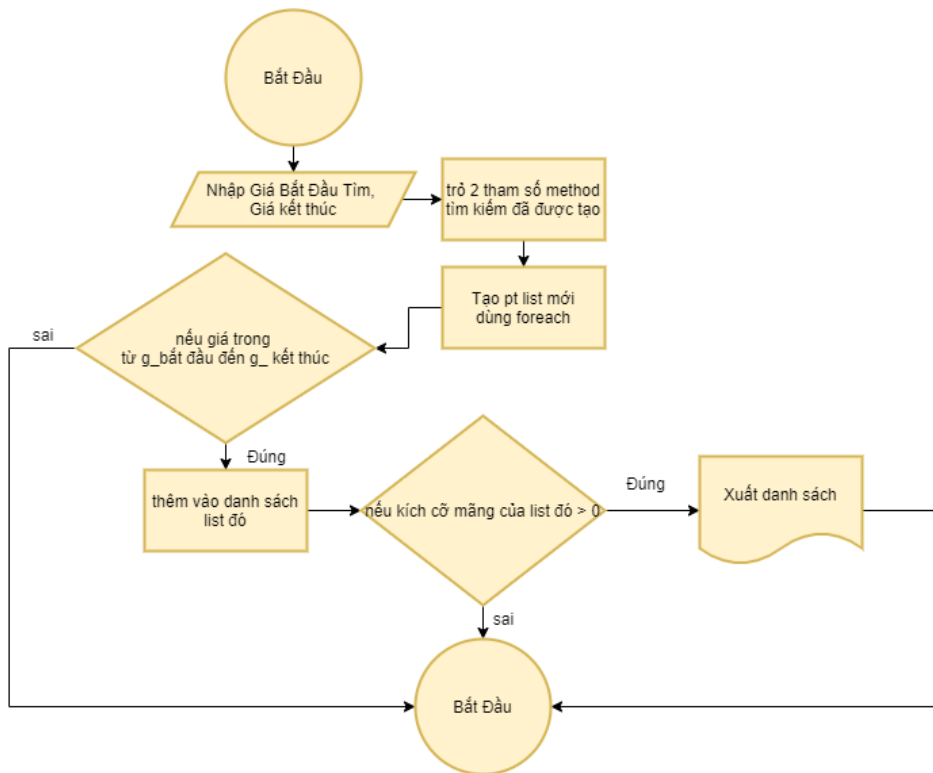 Bắt Đầu
Nhập Giá Bắt Đầu Tìm,
Giá kết thúc
trỏ 2 tham số method
tìm kiếm đã được tạo
Tạo pt list mới
dùng foreach
nếu giá trong
từ g_bắt đầu đến g_ kết thúc
sai
Đúng
thêm vào danh sách
list đó
nếu kích cỡ mãng của list đó > 0
Đúng
Xuất danh sách
sai
Bắt Đầu